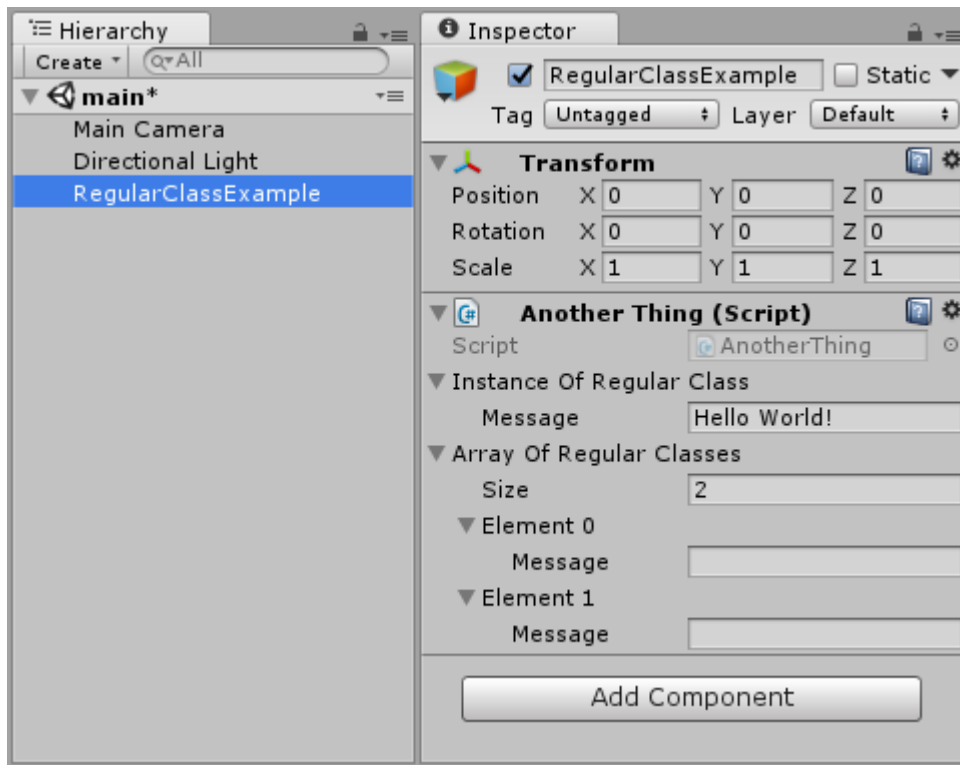 Hierarchy
Create All
main*
Main Camera
Directional Light
RegularClassExample
Inspector
RegularClassExample Static
Tag Untagged Layer Default
Transform
Position X 0 Y 0 Z 0
Rotation X 0 Y 0 Z 0
Scale X 1 Y 1 Z 1
Another Thing (Script)
Script AnotherThing
Instance Of Regular Class
Message Hello World!
Array Of Regular Classes
Size 2
Element 0
Message
Element 1
Message
Add Component